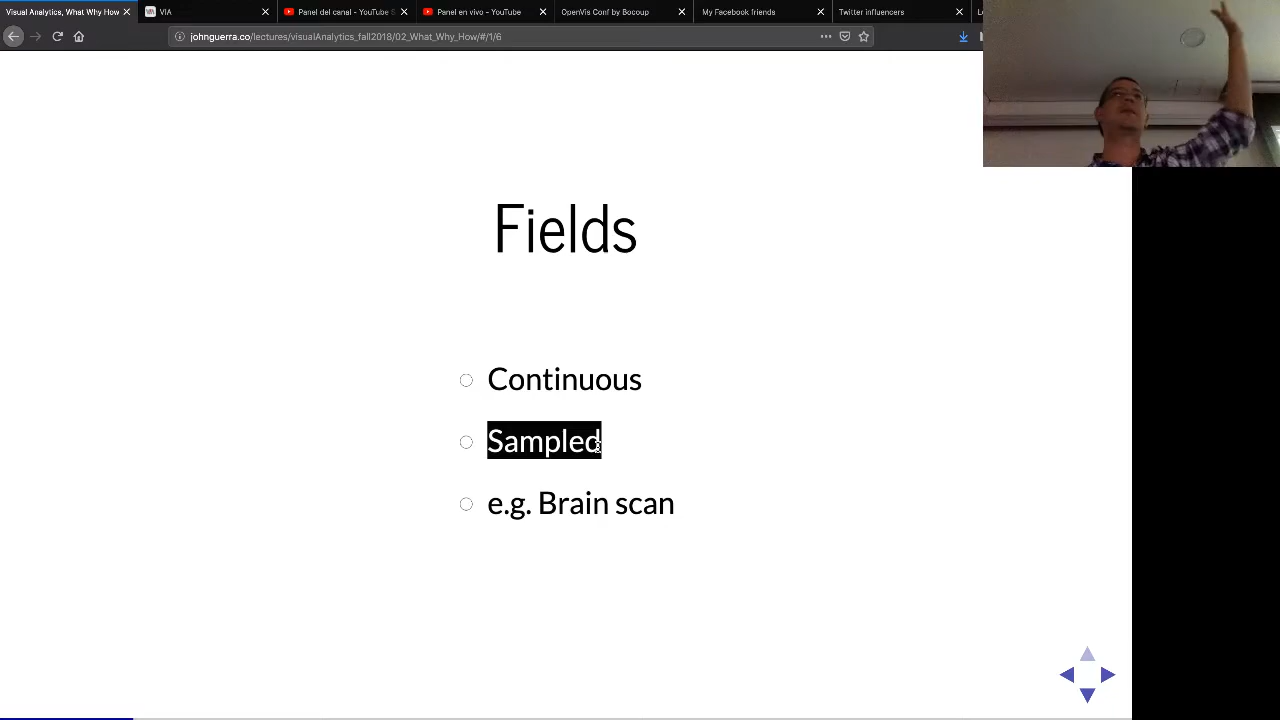 Visual Analytics, What Why How
VIA
Panel del canal - YouTube S
Panel en vivo - YouTube
OpenVis Conf by Bocoup
My Facebook friends
Twitter influencers
johnguerra.co/lectures/visualAnalytics_fall2018/02_What_Why_How/#/1/6
Fields
Continuous
Sampled
e.g. Brain scan